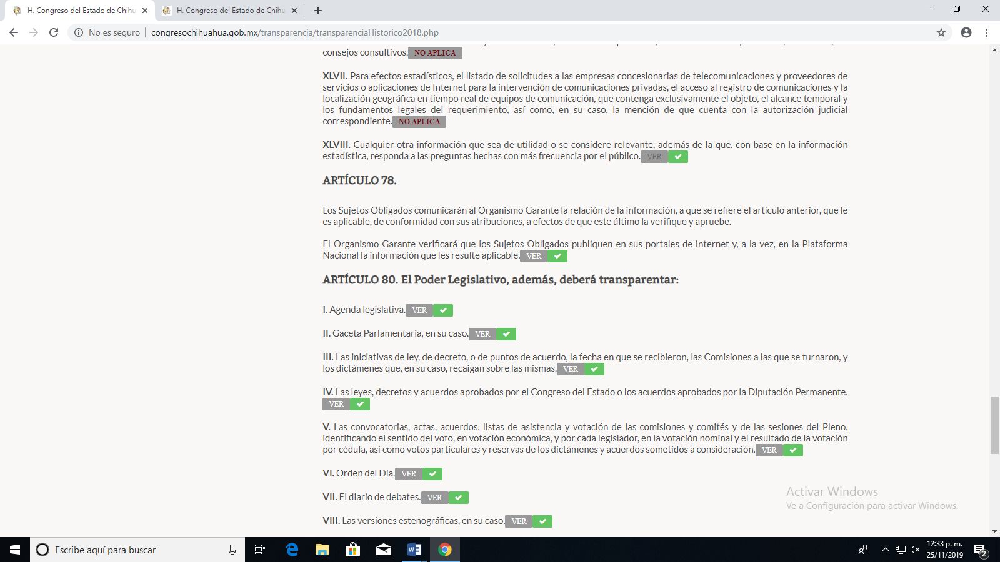 H. Congreso del Estado de Chihu
H. Congreso del Estado de Chihu
No es seguro congresochihuahua.gob.mx/transparencia/transparenciaHistorico2018.php
consejos consultivos. NO APLICA
XLVII. Para efectos estadísticos, el listado de solicitudes a las empresas concesionarias de telecomunicaciones y proveedores de
servicios o aplicaciones de Internet para la intervención de comunicaciones privadas, el acceso al registro de comunicaciones y la
localización geográfica en tiempo real de equipos de comunicación, que contenga exclusivamente el objeto, el alcance temporal y
los fundamentos legales del requerimiento, así como, en su caso, la mención de que cuenta con la autorización judicial
correspondiente. NO APLICA
XLVIII. Cualquier otra información que sea de utilidad o se considere relevante, además de la que, con base en la información
estadística, responda a las preguntas hechas con más frecuencia por el público. VER
ARTÍCULO 78.
Los Sujetos Obligados comunicarán al Organismo Garante la relación de la información, a que se refiere el artículo anterior, que le
es aplicable, de conformidad con sus atribuciones, a efectos de que este último la verifique y apruebe.
El Organismo Garante verificará que los Sujetos Obligados publiquen en sus portales de internet y, a la vez, en la Plataforma
Nacional la información que les resulte aplicable. VER
ARTÍCULO 80. El Poder Legislativo, además, deberá transparentar:
I. Agenda legislativa. VER
II. Gaceta Parlamentaria, en su caso. VER
III. Las iniciativas de ley, de decreto, o de puntos de acuerdo, la fecha en que se recibieron, las Comisiones a las que se turnaron, y
los dictámenes que, en su caso, recaigan sobre las mismas. VER
IV. Las leyes, decretos y acuerdos aprobados por el Congreso del Estado o los acuerdos aprobados por la Diputación Permanente.
VER
V. Las convocatorias, actas, acuerdos, listas de asistencia y votación de las comisiones y comités y de las sesiones del Pleno,
identificando el sentido del voto, en votación económica, y por cada legislador, en la votación nominal y el resultado de la votación
por cédula, así como votos particulares y reservas de los dictámenes y acuerdos sometidos a consideración. VER
VI. Orden del Día. VER
VII. El diario de debates. VER
VIII. Las versiones estenográficas, en su caso. VER
Activar Windows
Ve a Configuración para activar Windows.
Escribe aquí para buscar
12:33 p. m.
25/11/2019
2